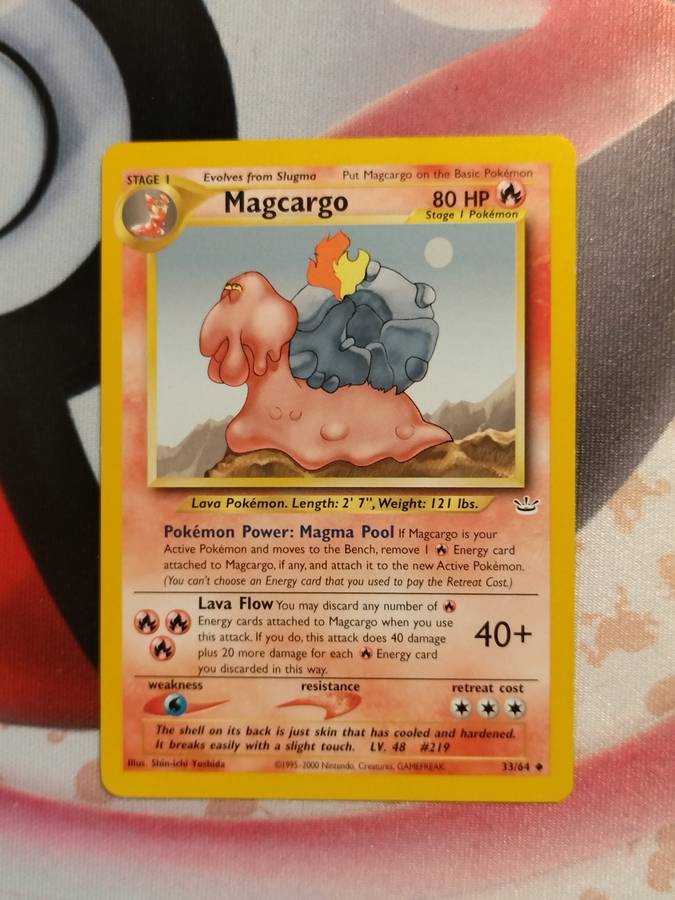 STAGE 1 Evolves from Slugma Put Magcargo on the Basic Pokémon
Magcargo 80 HP
Stage 1 Pokémon
Lava Pokémon. Length: 2' 7", Weight: 121 lbs.
Pokémon Power: Magma Pool If Magcargo is your
Active Pokémon and moves to the Bench, remove 1 Energy card
attached to Magcargo, if any, and attach it to the new Active Pokémon.
(You can't choose an Energy card that you used to pay the Retreat Cost.)
Lava Flow You may discard any number of
Energy cards attached to Magcargo when you use
this attack. If you do, this attack does 40 damage
plus 20 more damage for each Energy card
you discarded in this way.
40+
weakness resistance retreat cost
The shell on its back is just skin that has cooled and hardened.
It breaks easily with a slight touch. LV. 48 #219
Illus. Shin-ichi Yoshida ©1995-2000 Nintendo, Creatures, GAMEFREAK. 33/64